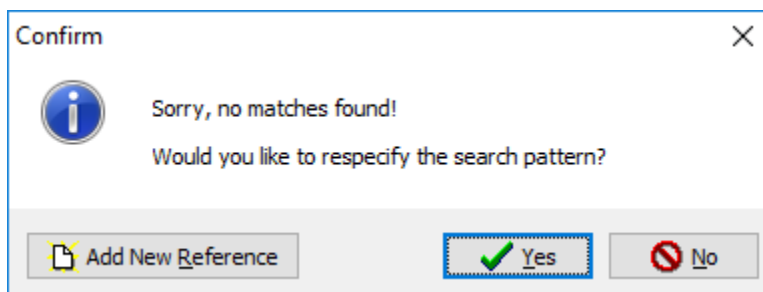 Confirm
Sorry, no matches found!
Would you like to respecify the search pattern?
Add New Reference
Yes
No